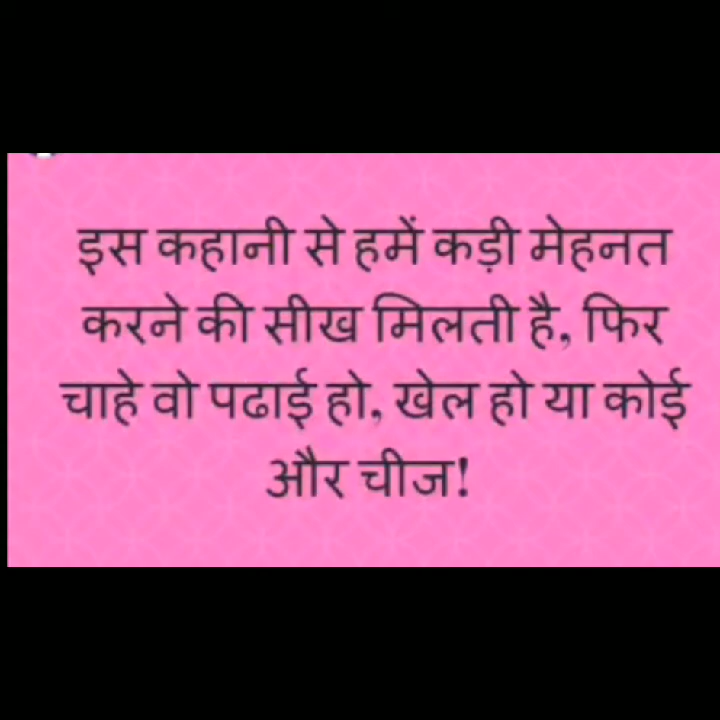 इस कहानी से हमें कड़ी मेहनत
करने की सीख मिलती है, फिर
चाहे वो पढाई हो, खेल हो या कोई
और चीज!